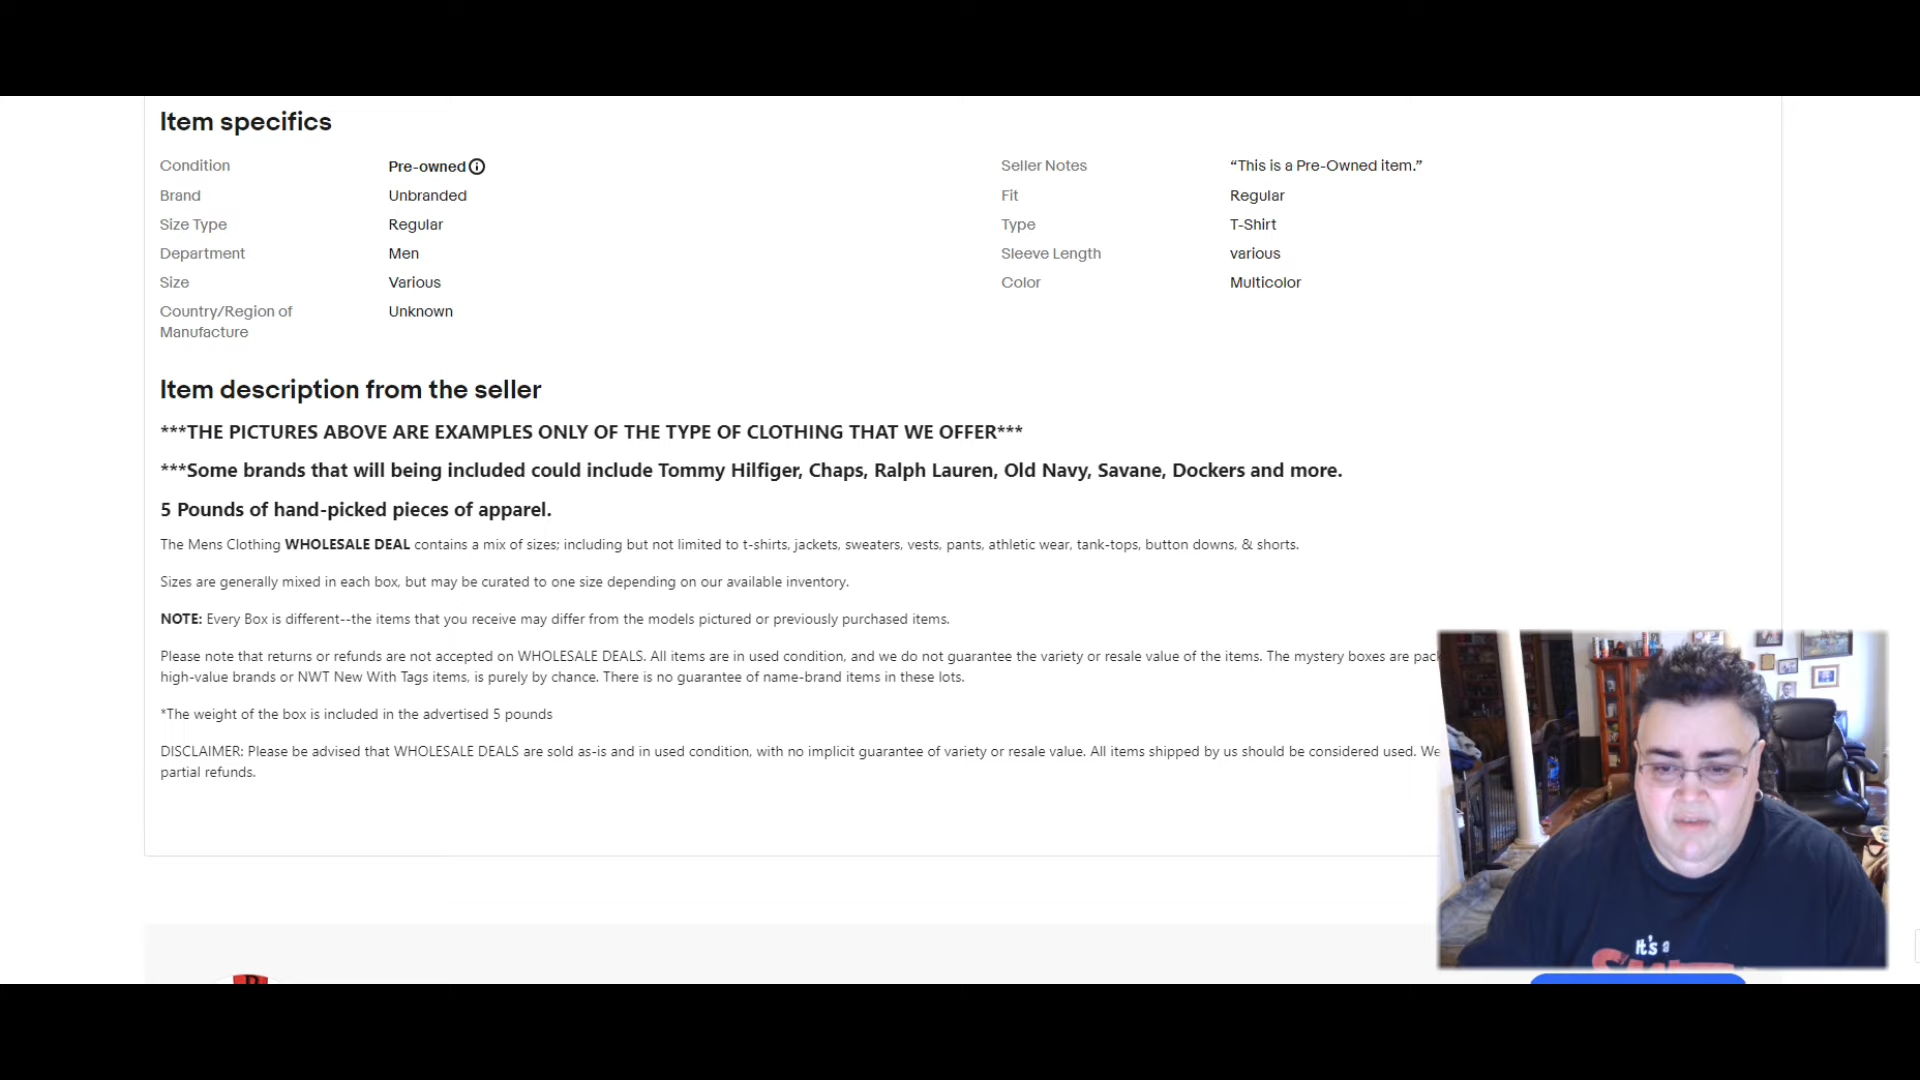 Item specifics
Condition Pre-owned Seller Notes “This is a Pre-Owned item.”
Brand Unbranded Fit Regular
Size Type Regular Type T-Shirt
Department Men Sleeve Length various
Size Various Color Multicolor
Country/Region of Manufacture Unknown
Item description from the seller
***THE PICTURES ABOVE ARE EXAMPLES ONLY OF THE TYPE OF CLOTHING THAT WE OFFER***
***Some brands that will being included could include Tommy Hilfiger, Chaps, Ralph Lauren, Old Navy, Savane, Dockers and more.
5 Pounds of hand-picked pieces of apparel.
The Mens Clothing WHOLESALE DEAL contains a mix of sizes; including but not limited to t-shirts, jackets, sweaters, vests, pants, athletic wear, tank-tops, button downs, & shorts.
Sizes are generally mixed in each box, but may be curated to one size depending on our available inventory.
NOTE: Every Box is different--the items that you receive may differ from the models pictured or previously purchased items.
Please note that returns or refunds are not accepted on WHOLESALE DEALS. All items are in used condition, and we do not guarantee the variety or resale value of the items. The mystery boxes are
high-value brands or NWT New With Tags items, is purely by chance. There is no guarantee of name-brand items in these lots.
*The weight of the box is included in the advertised 5 pounds
DISCLAIMER: Please be advised that WHOLESALE DEALS are sold as-is and in used condition, with no implicit guarantee of variety or resale value. All items shipped by us should be considered used. We
partial refunds.
It's a